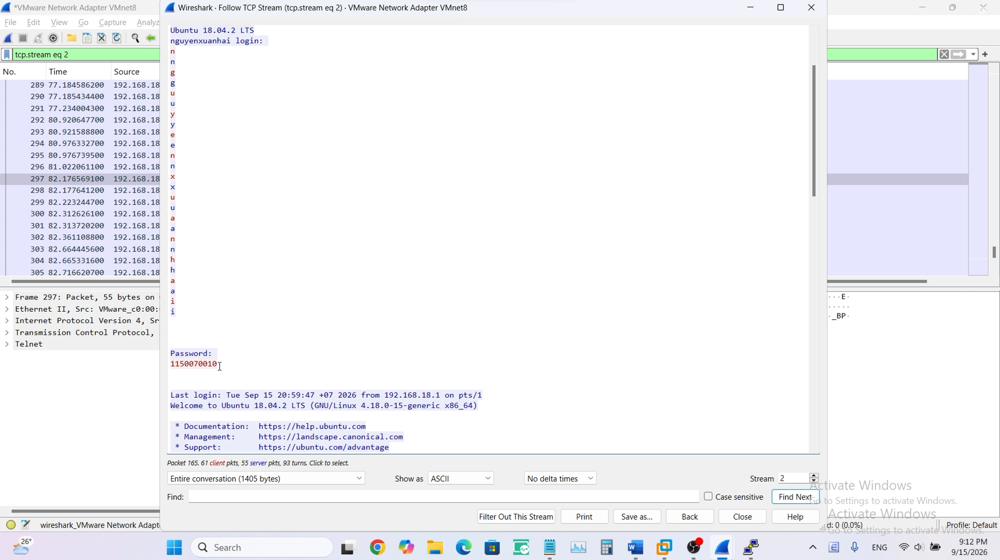 *VMware Network Adapter VMnet8
File Edit View Go Capture Analyz
tcp.stream eq 2
No. Time Source
289 77.184586200 192.168.18
290 77.185434400 192.168.18
291 77.234004300 192.168.18
292 80.920647700 192.168.18
293 80.921588800 192.168.18
294 80.976332700 192.168.18
295 80.976739500 192.168.18
296 81.022061100 192.168.18
297 82.176569100 192.168.18
298 82.177641200 192.168.18
299 82.223244700 192.168.18
300 82.312626100 192.168.18
301 82.313720200 192.168.18
302 82.361108800 192.168.18
303 82.664445600 192.168.18
304 82.665331600 192.168.18
305 82.716620700 192.168.18
Frame 297: Packet, 55 bytes on
Ethernet II, Src: VMware_c0:00:
Internet Protocol Version 4, Sr
Transmission Control Protocol,
Telnet
wireshark_VMware Network Adapt
Wireshark · Follow TCP Stream (tcp.stream eq 2) · VMware Network Adapter VMnet8
Ubuntu 18.04.2 LTS
nguyenxuanhai login:
n
n
g
g
u
u
y
y
e
e
n
n
x
x
u
u
a
a
n
n
h
h
a
a
i
i
Password:
1150070010
Last login: Tue Sep 15 20:59:47 +07 2026 from 192.168.18.1 on pts/1
Welcome to Ubuntu 18.04.2 LTS (GNU/Linux 4.18.0-15-generic x86_64)
* Documentation: https://help.ubuntu.com
* Management: https://landscape.canonical.com
* Support: https://ubuntu.com/advantage
Packet 165. 61 client pkts, 55 server pkts, 93 turns. Click to select.
Entire conversation (1405 bytes) Show as ASCII No delta times Stream 2
Find: Case sensitive Find Next
Filter Out This Stream Print Save as... Back Close Help
···E·
·····
·_BP·
Activate Windows
Go to Settings to activate Windows.
Activate Windows
Go to Settings to activate Windows.
d: 0 (0.0%) Profile: Default
26°
Search
ENG
9:12 PM
9/15/2026